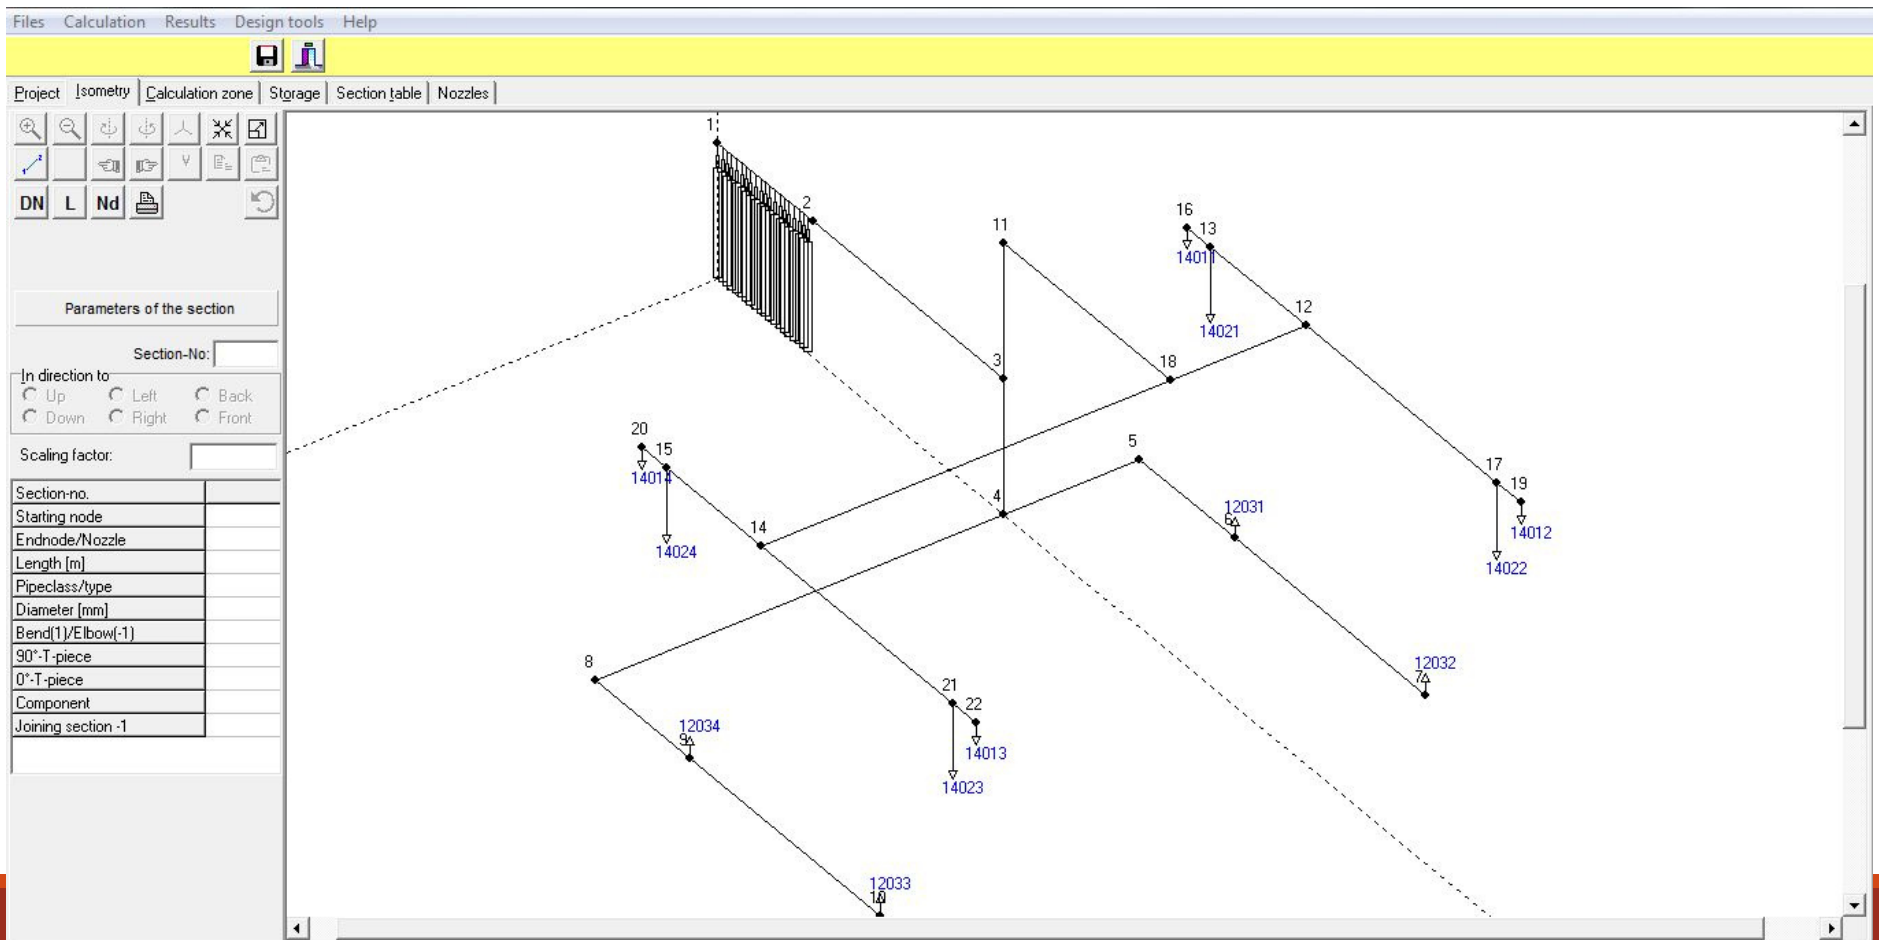 Files Calculation Results Design tools Help
Project Isometry Calculation zone Storage Section table Nozzles
DN L Nd
Parameters of the section
Section-No:
In direction to
Up Left Back
Down Right Front
Scaling factor:
Section-no.
Starting node
Endnode/Nozzle
Length [m]
Pipeclass/type
Diameter [mm]
Bend(1)/Elbow(-1)
90°-T-piece
0°-T-piece
Component
Joining section -1
1
2
11
16
13
14011
12
14021
3
18
20
15
5
14014
17
19
4
12031
6
14
14024
14012
14022
8
12032
7
21
22
12034
9
14013
14023
12033
10